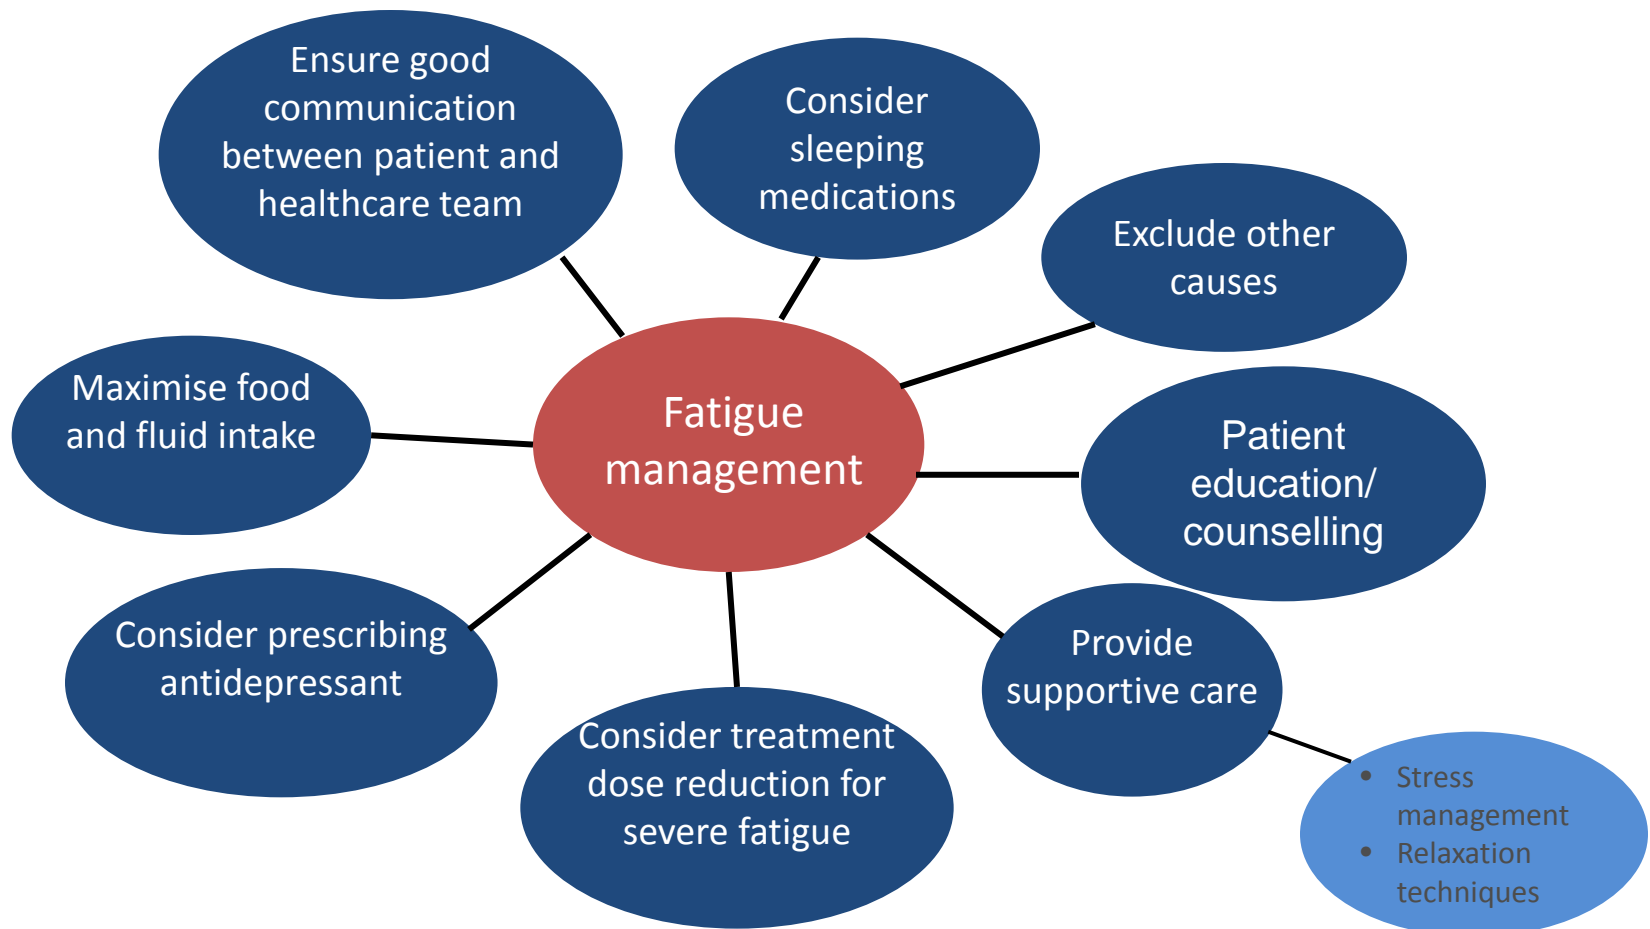 Ensure good
communication
between patient and
healthcare team
Consider
sleeping
medications
Exclude other
causes
Maximise food
and fluid intake
Fatigue
management
Patient
education/
counselling
Consider prescribing
antidepressant
Provide
supportive care
Consider treatment
dose reduction for
severe fatigue
• Stress
management
• Relaxation
techniques